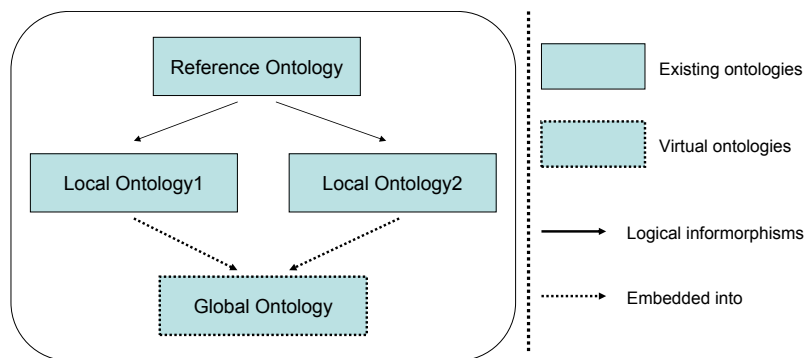 Reference Ontology
Local Ontology1
Local Ontology2
Global Ontology
Existing ontologies
Virtual ontologies
Logical informorphisms
Embedded into